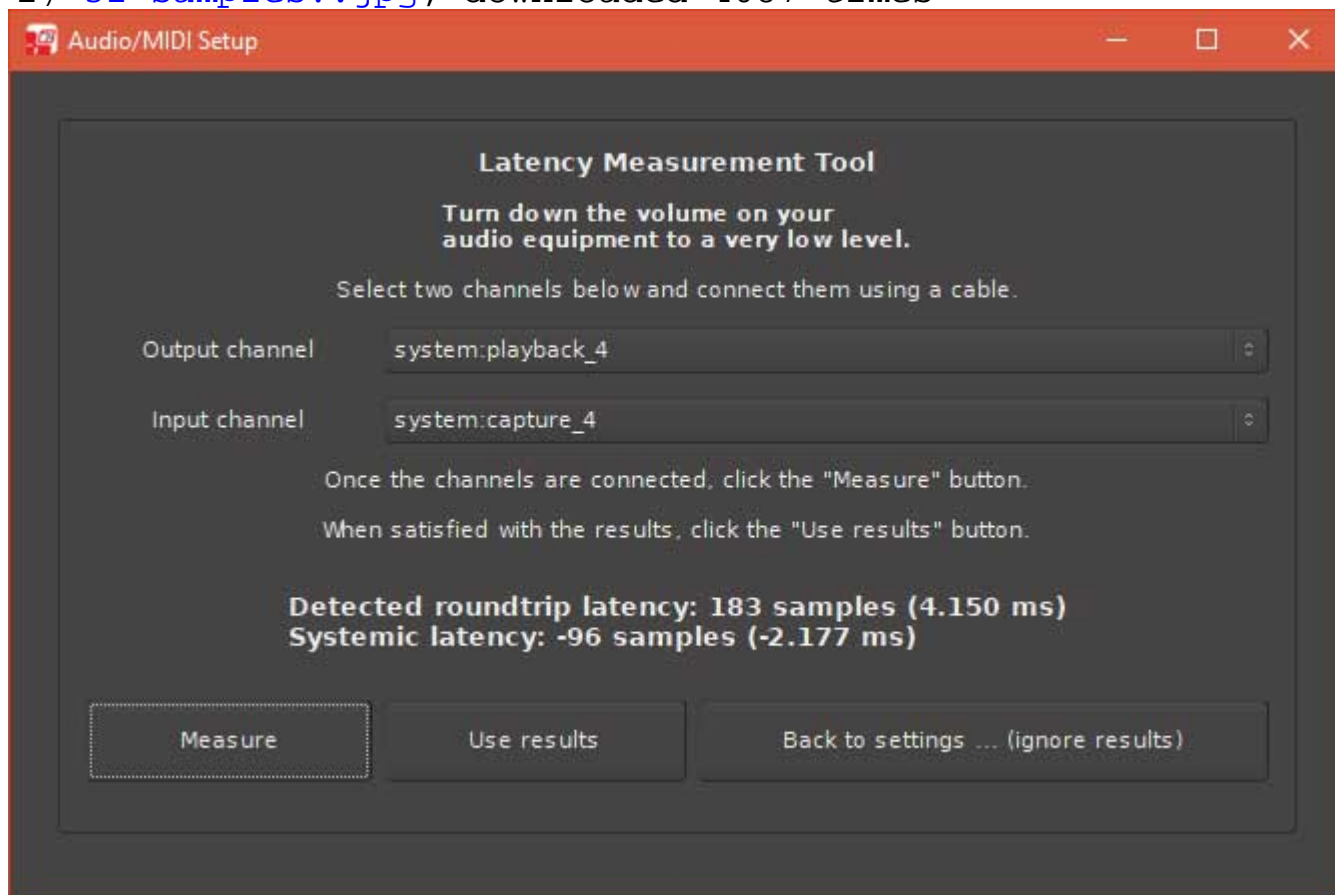 Audio/MIDI Setup
Latency Measurement Tool
Turn down the volume on your
audio equipment to a very low level.
Select two channels below and connect them using a cable.
Output channel system:playback_4
Input channel system:capture_4
Once the channels are connected, click the "Measure" button.
When satisfied with the results, click the "Use results" button.
Detected roundtrip latency: 183 samples (4.150 ms)
Systemic latency: -96 samples (-2.177 ms)
Measure Use results Back to settings ... (ignore results)